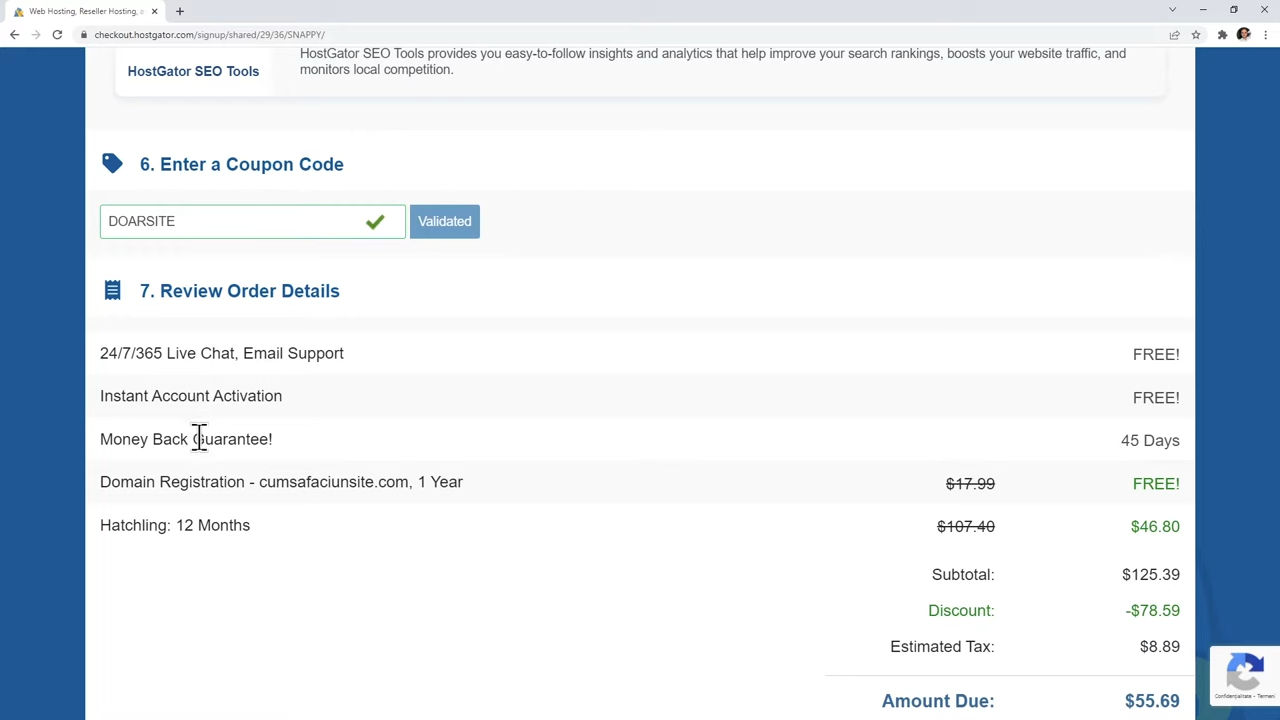 Web Hosting, Reseller Hosting, a
checkout.hostgator.com/signup/shared/29/36/SNAPPY/
HostGator SEO Tools
HostGator SEO Tools provides you easy-to-follow insights and analytics that help improve your search rankings, boosts your website traffic, and
monitors local competition.
6. Enter a Coupon Code
DOARSITE
Validated
7. Review Order Details
24/7/365 Live Chat, Email Support FREE!
Instant Account Activation FREE!
Money Back Guarantee! 45 Days
Domain Registration - cumsafaciunsite.com, 1 Year $17.99 FREE!
Hatchling: 12 Months $107.40 $46.80
Subtotal: $125.39
Discount: -$78.59
Estimated Tax: $8.89
Amount Due: $55.69
Confidențialitate - Termeni